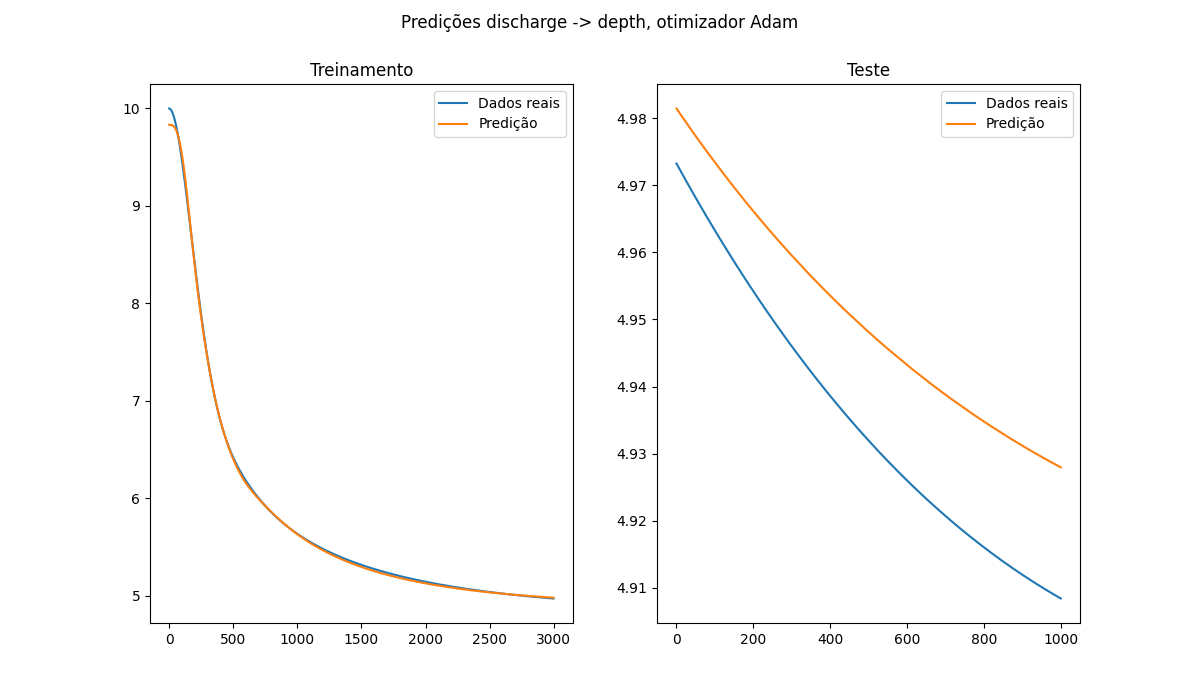 Predições discharge -> depth, otimizador Adam
Treinamento
Dados reais
Predição
10
9
8
7
6
5
0 500 1000 1500 2000 2500 3000
Teste
Dados reais
Predição
4.98
4.97
4.96
4.95
4.94
4.93
4.92
4.91
0 200 400 600 800 1000